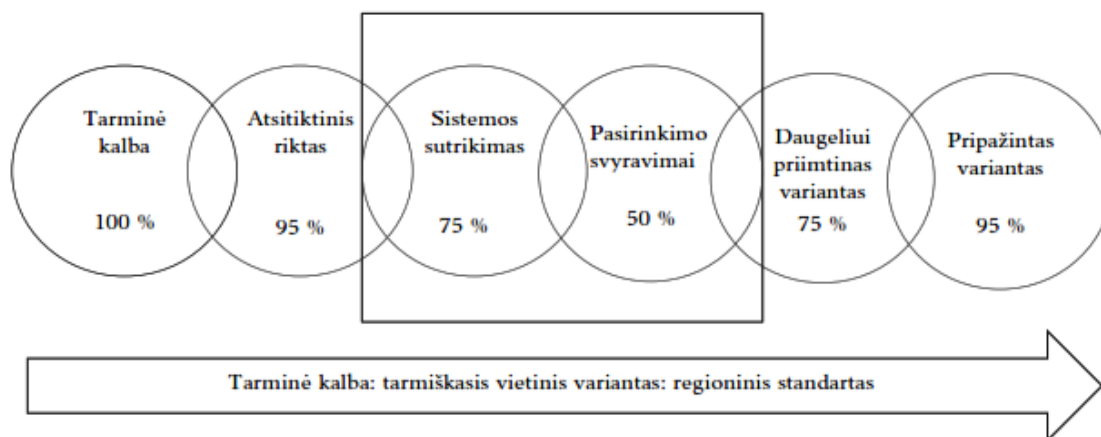 Tarminė
kalba
100 %
Atsitiktinis
riktas
95 %
Sistemos
sutrikimas
75 %
Pasirinkimo
svyravimai
50 %
Daugeliui
priimtinas
variantas
75 %
Pripažintas
variantas
95 %
Tarminė kalba: tarmiškasis vietinis variantas: regioninis standartas